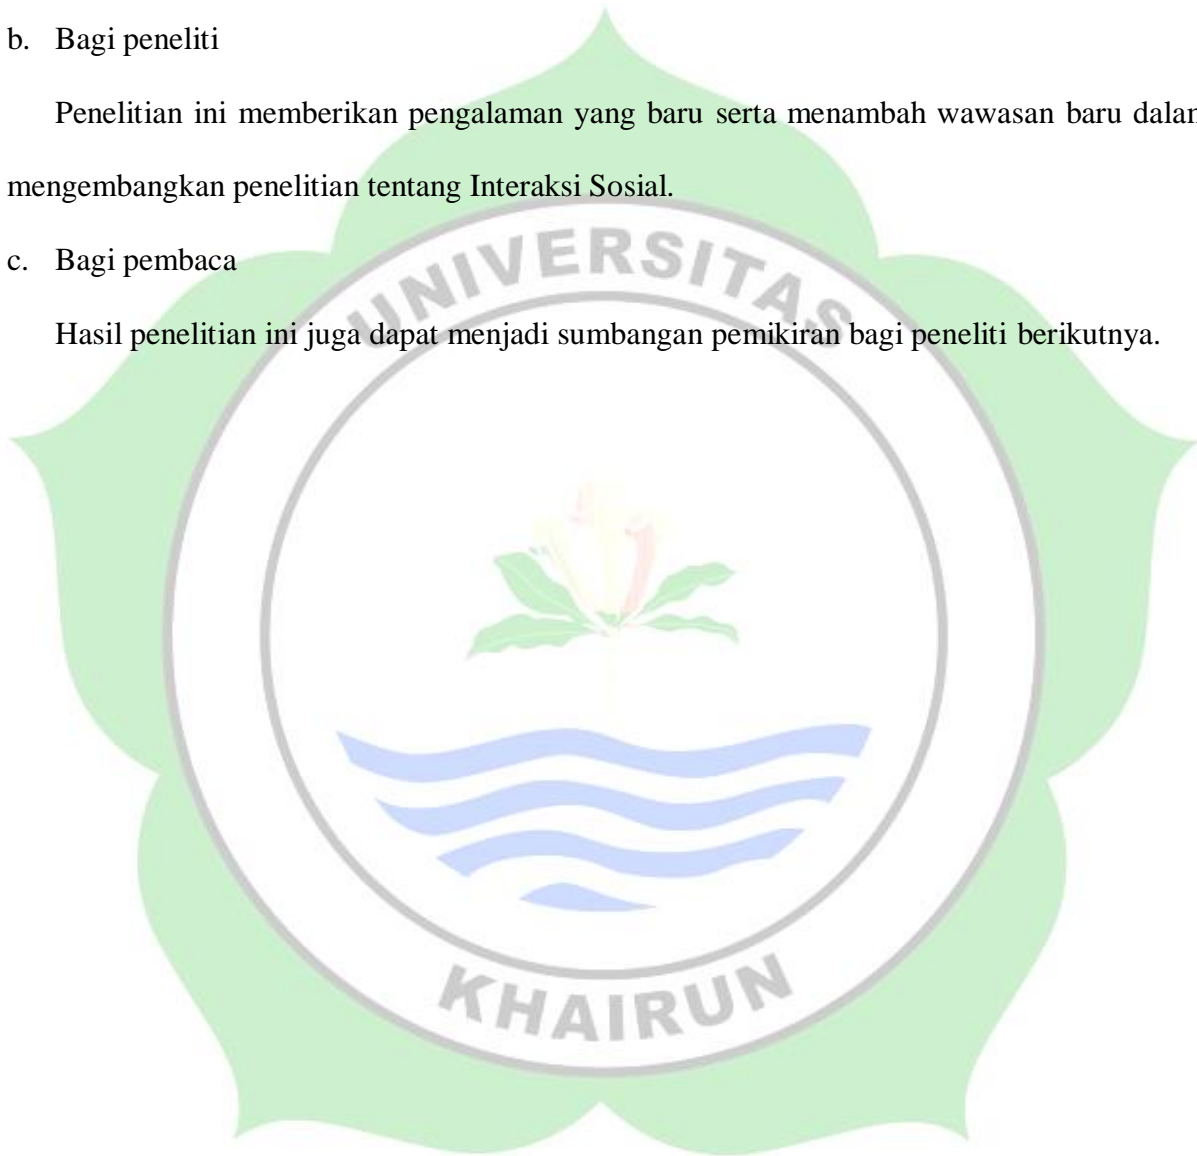 b. Bagi peneliti
Penelitian ini memberikan pengalaman yang baru serta menambah wawasan baru dalam
mengembangkan penelitian tentang Interaksi Sosial.
UNIVERSITAS
c. Bagi pembaca
Hasil penelitian ini juga dapat menjadi sumbangan pemikiran bagi peneliti berikutnya.
KHAIRUN